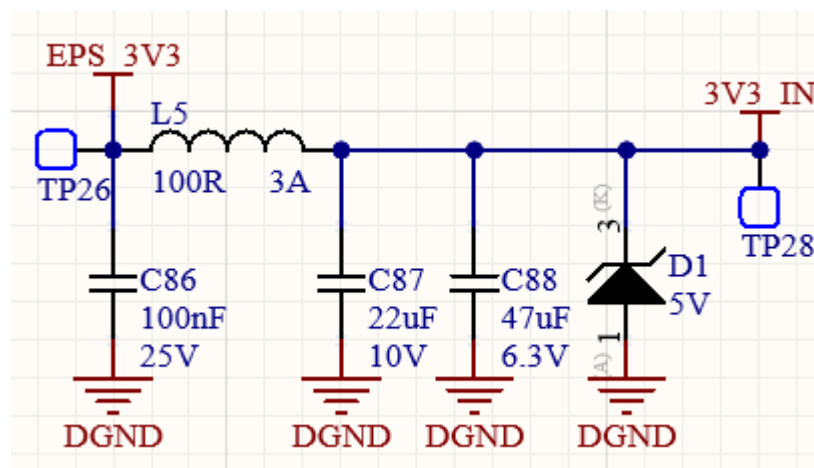 EPS_3V3
L5
3V3_IN
100R
3A
TP26
TP28
(K)
3
C86
100nF
25V
C87
22uF
10V
C88
47uF
6.3V
D1
5V
1
(A)
DGND
DGND
DGND
DGND